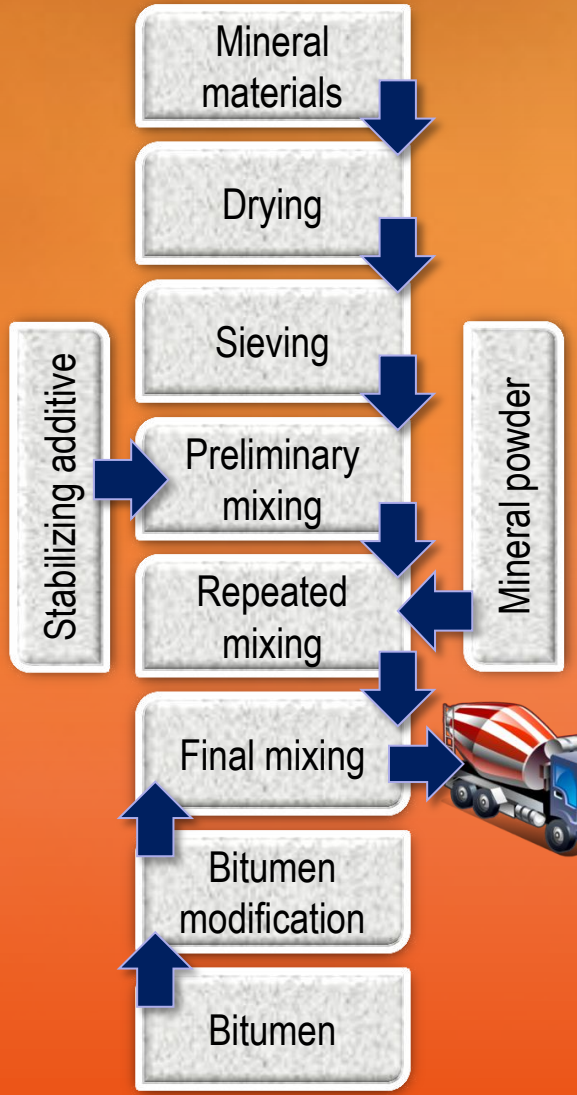 Mineral
materials
Drying
Sieving
Stabilizing additive
Preliminary
mixing
Mineral powder
Repeated
mixing
Final mixing
Bitumen
modification
Bitumen